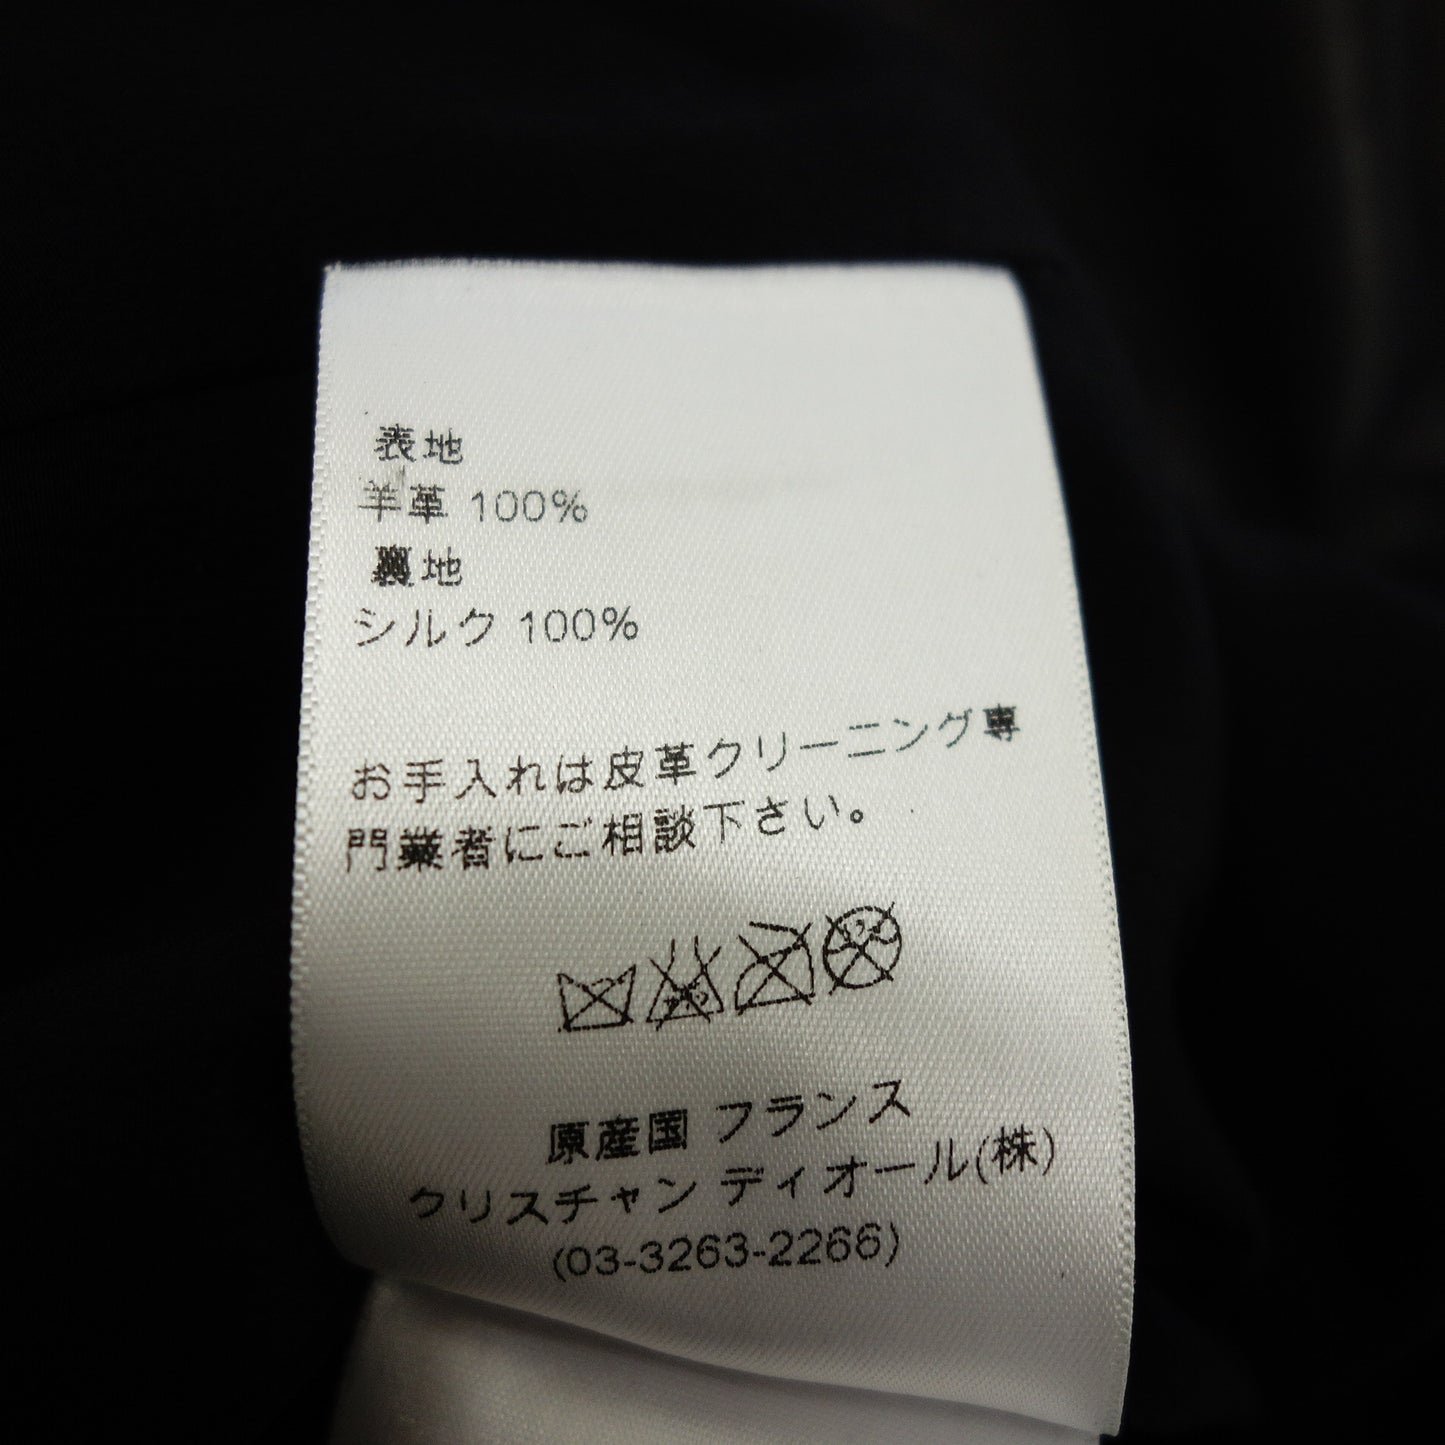 表地
羊革 100%
裏地
シルク 100%
お手入れは皮革クリーニング専
門業者にご相談下さい。
原産国 フランス
クリスチャン ディオール(株)
(03-3263-2266)